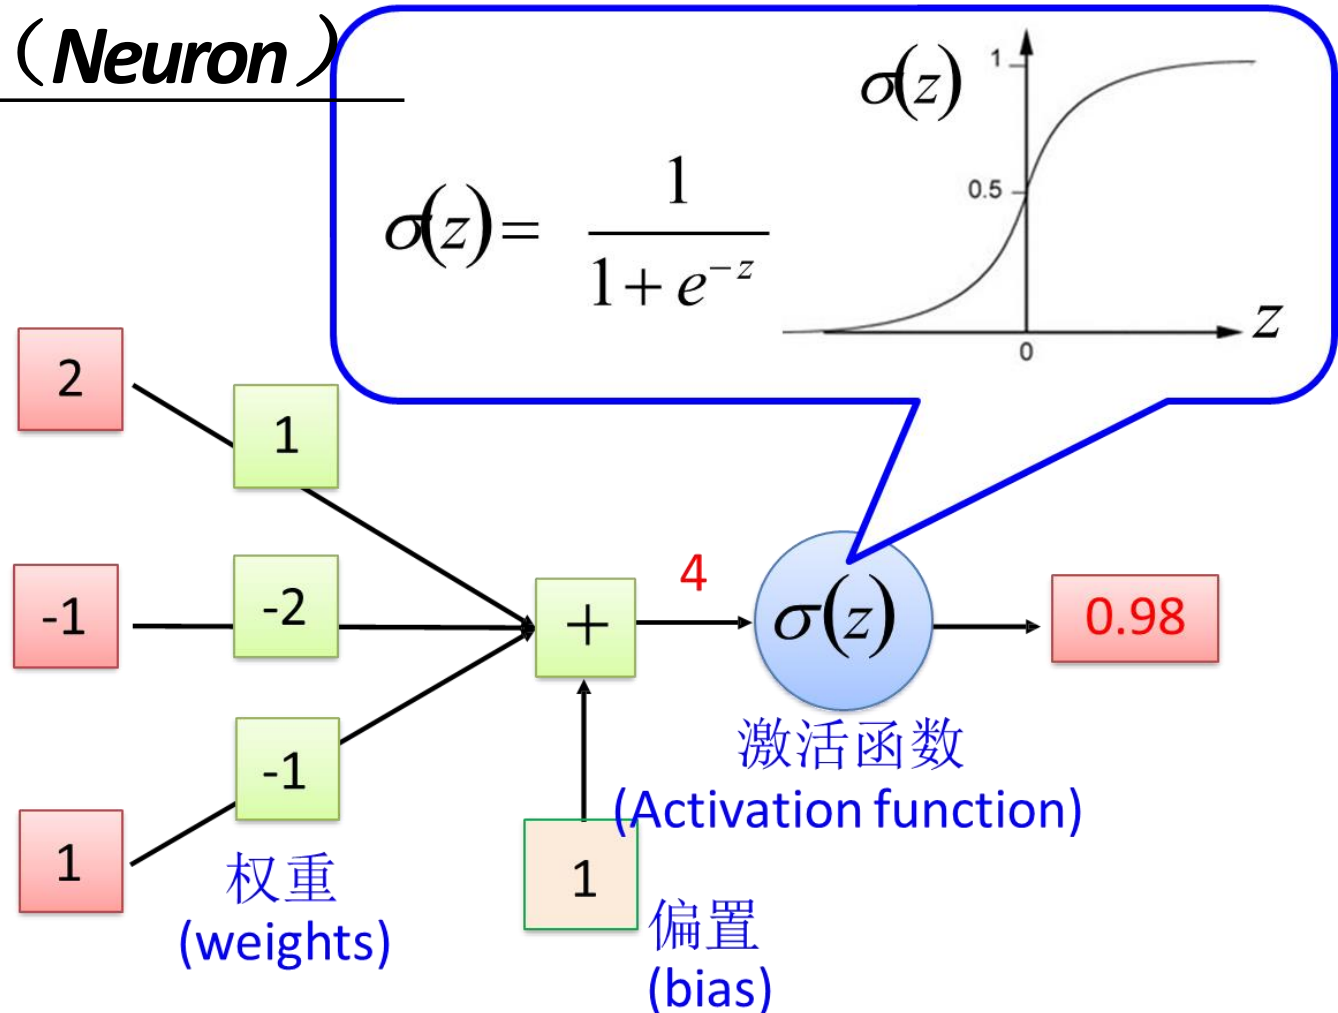 （Neuron）
σ(z)
1
0.5
0
z
σ(z)= 1 / 1+e^{-z}
2
1
-1
-2
1
-1
+
4
σ(z)
0.98
激活函数
(Activation function)
1
权重
(weights)
偏置
(bias)